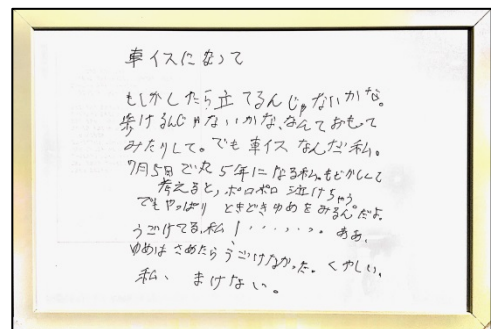 車イスになって
もしかしたら立てるんじゃないかな。
歩けるんじゃないかな、なんておもって
みたりして。でも車イスなんだ私。
7月5日で丸5年になる私。もどかしくて
考えると、ポロポロ泣けちゃう。
でもやっぱりときどきゆめをみるんだよ。
うごけてる、私!・・・・・・。ああ、
ゆめはさめたらうごけなかった。くやしい、
私、まけない。